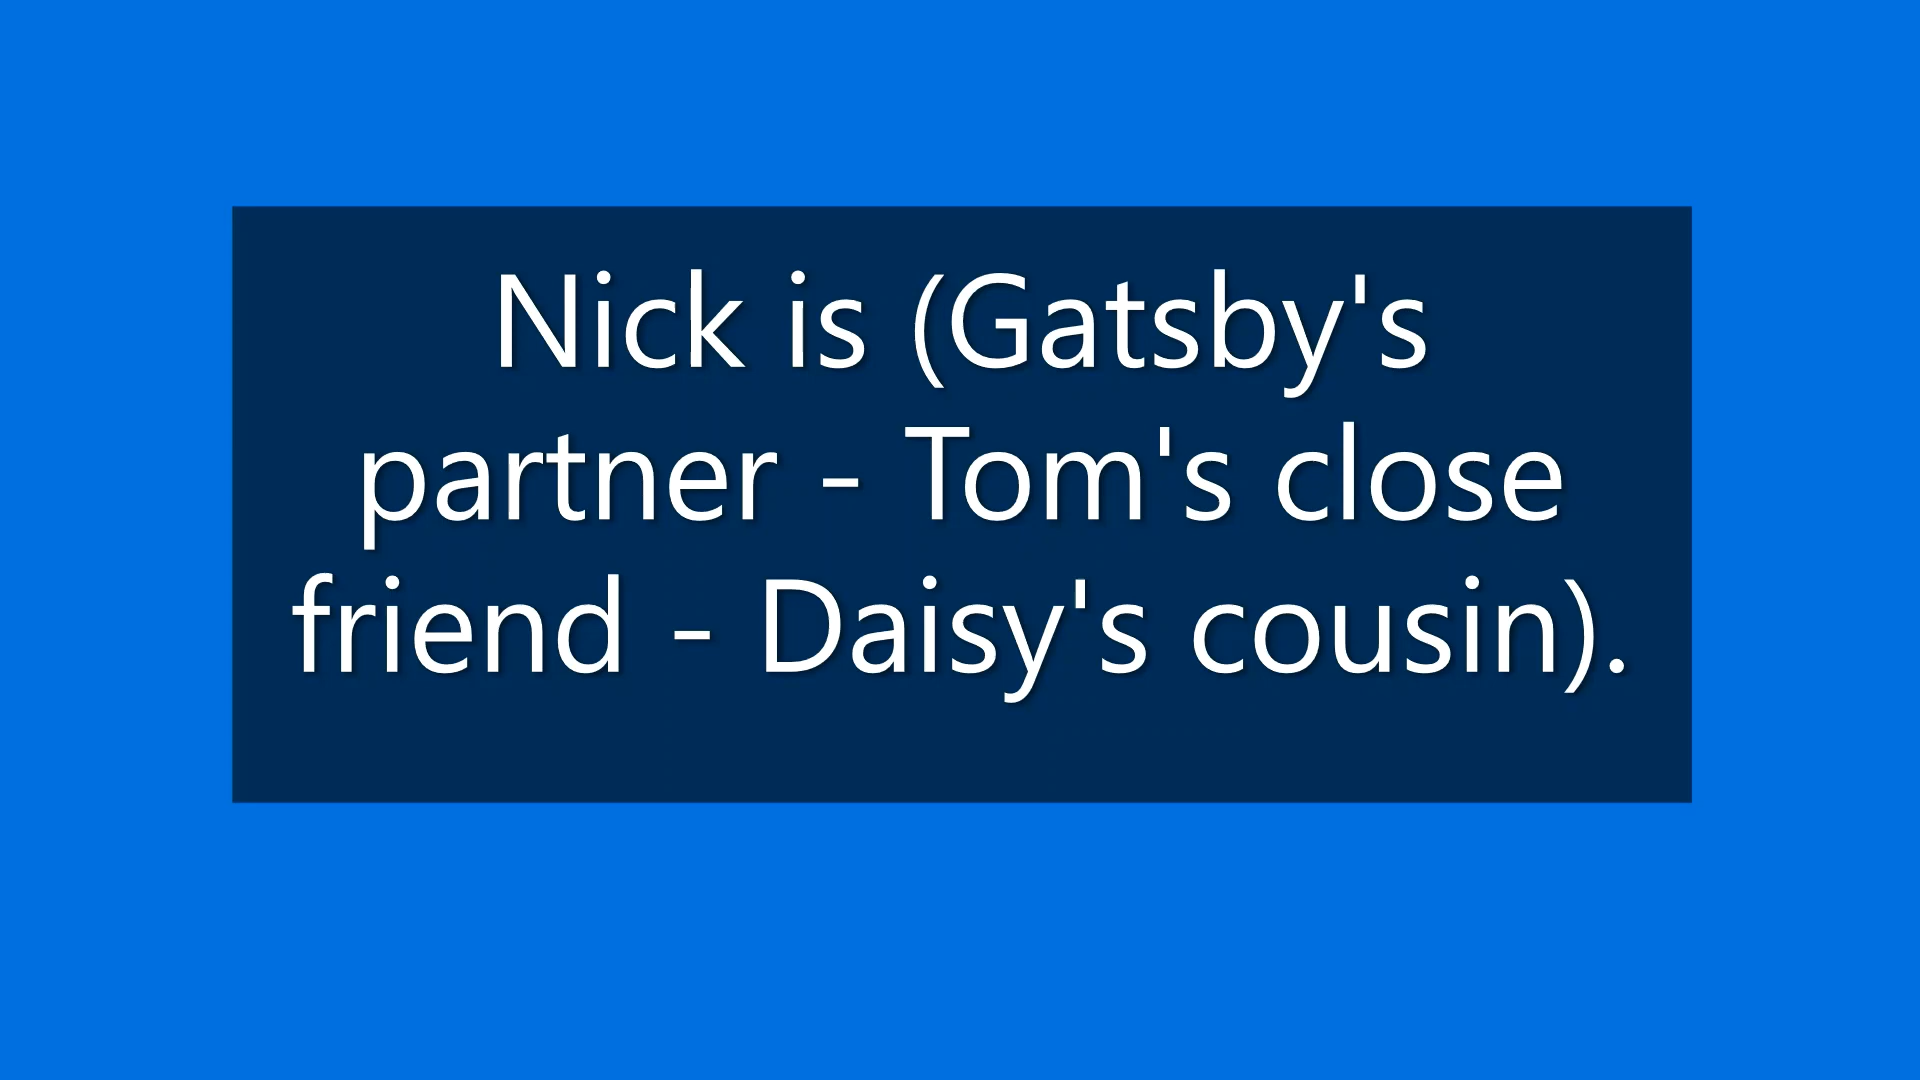 Nick is (Gatsby's
partner - Tom's close
friend - Daisy's cousin).